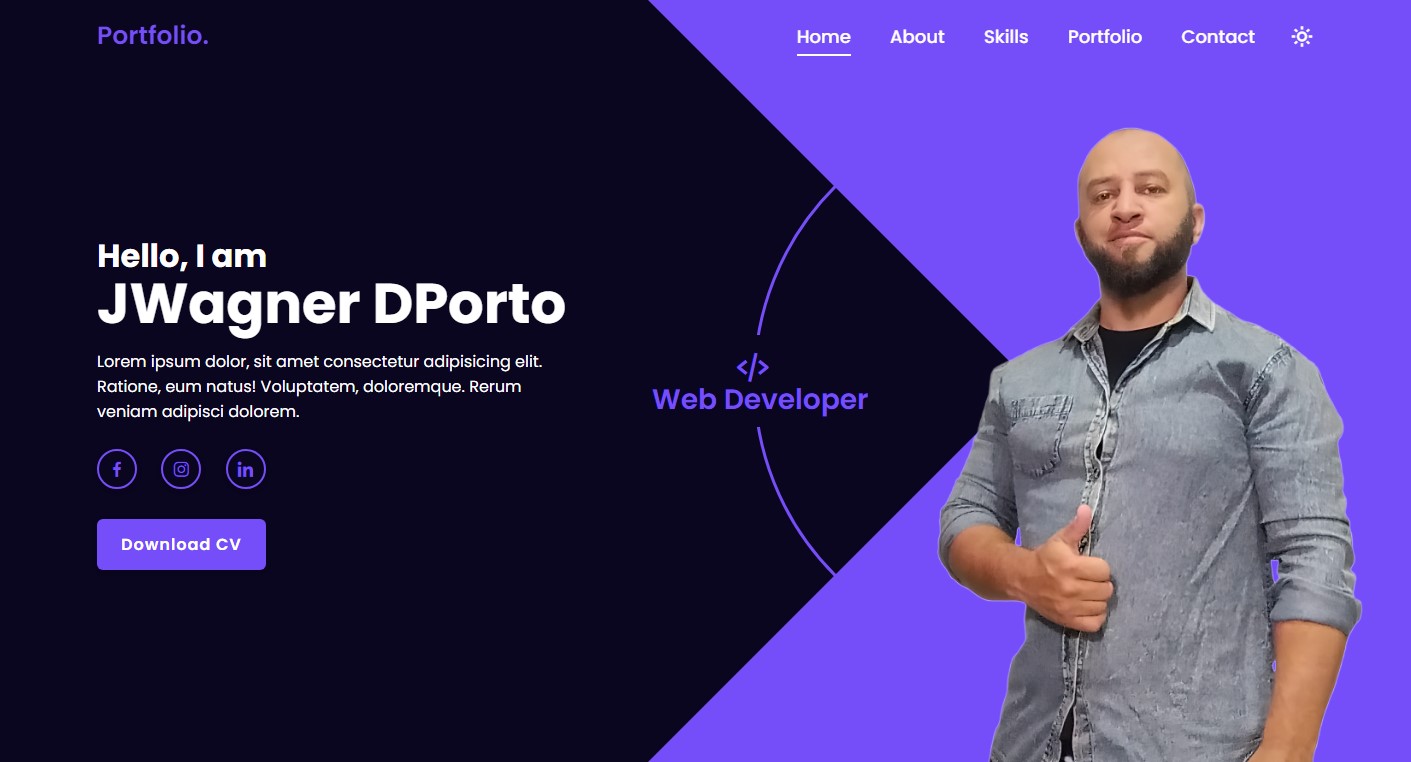 Portfolio.
Home About Skills Portfolio Contact
Hello, I am
JWagner DPorto
Lorem ipsum dolor, sit amet consectetur adipisicing elit.
Ratione, eum natus! Voluptatem, doloremque. Rerum
veniam adipisci dolorem.
Download CV
</>
Web Developer